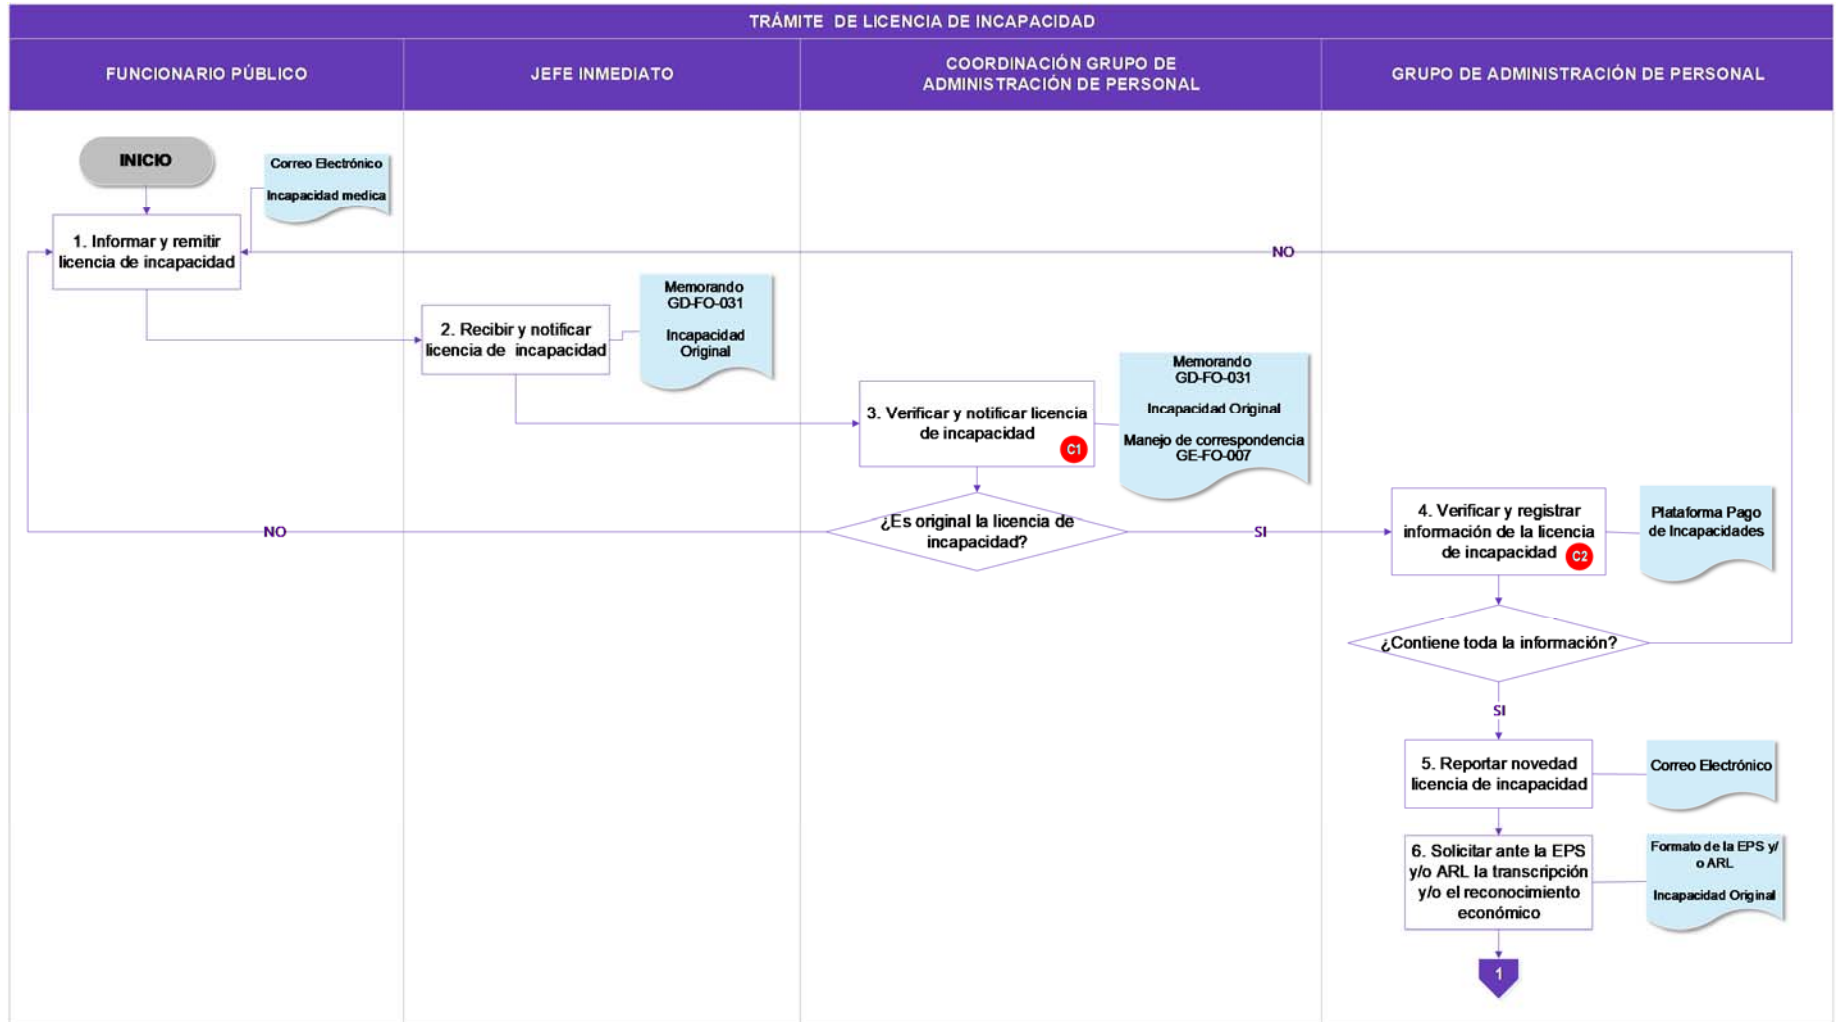 TRÁMITE DE LICENCIA DE INCAPACIDAD
FUNCIONARIO PÚBLICO
JEFE INMEDIATO
COORDINACIÓN GRUPO DE
ADMINISTRACIÓN DE PERSONAL
GRUPO DE ADMINISTRACIÓN DE PERSONAL
INICIO
Correo Electrónico
Incapacidad medica
1. Informar y remitir
licencia de incapacidad
NO
Memorando
GD-FO-031
Incapacidad
Original
2. Recibir y notificar
licencia de incapacidad
Memorando
GD-FO-031
Incapacidad Original
Manejo de correspondencia
GE-FO-007
3. Verificar y notificar licencia
de incapacidad
C1
¿Es original la licencia de
incapacidad?
NO
SI
4. Verificar y registrar
información de la licencia
de incapacidad
C2
Plataforma Pago
de Incapacidades
¿Contiene toda la información?
SI
5. Reportar novedad
licencia de incapacidad
Correo Electrónico
6. Solicitar ante la EPS
y/o ARL la transcripción
y/o el reconocimiento
económico
Formato de la EPS y/
o ARL
Incapacidad Original
1